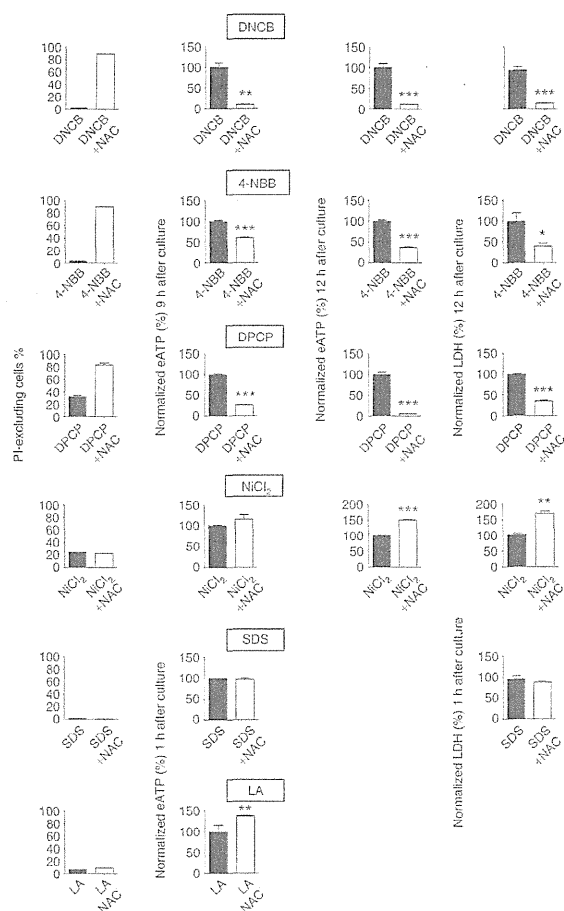 DNCB
100
80
60
40
20
0
DNCB
DNCB
+NAC
150
100
50
0
**
DNCB
DNCB
+NAC
150
100
50
0
***
DNCB
DNCB
+NAC
150
100
50
0
***
DNCB
DNCB
+NAC
4-NBB
100
80
60
40
20
0
4-NBB
4-NBB
+NAC
150
100
50
0
***
4-NBB
4-NBB
+NAC
150
100
50
0
***
4-NBB
4-NBB
+NAC
150
100
50
0
*
4-NBB
4-NBB
+NAC
PI-excluding cells %
Normalized eATP (%) 9 h after culture
Normalized eATP (%) 12 h after culture
Normalized LDH (%) 12 h after culture
DPCP
100
80
60
40
20
0
DPCP
DPCP
+NAC
150
100
50
0
***
DPCP
DPCP
+NAC
150
100
50
0
***
DPCP
DPCP
+NAC
150
100
50
0
***
DPCP
DPCP
+NAC
NiCl₂
100
80
60
40
20
0
NiCl₂
NiCl₂
+NAC
150
100
50
0
NiCl₂
NiCl₂
+NAC
200
150
100
50
0
***
NiCl₂
NiCl₂
+NAC
200
150
100
50
0
**
NiCl₂
NiCl₂
+NAC
SDS
100
80
60
40
20
0
SDS
SDS
+NAC
Normalized eATP (%) 1 h after culture
150
100
50
0
SDS
SDS
+NAC
Normalized LDH (%) 1 h after culture
150
100
50
0
SDS
SDS
+NAC
LA
100
80
60
40
20
0
LA
LA
NAC
150
100
50
0
**
LA
LA
NAC